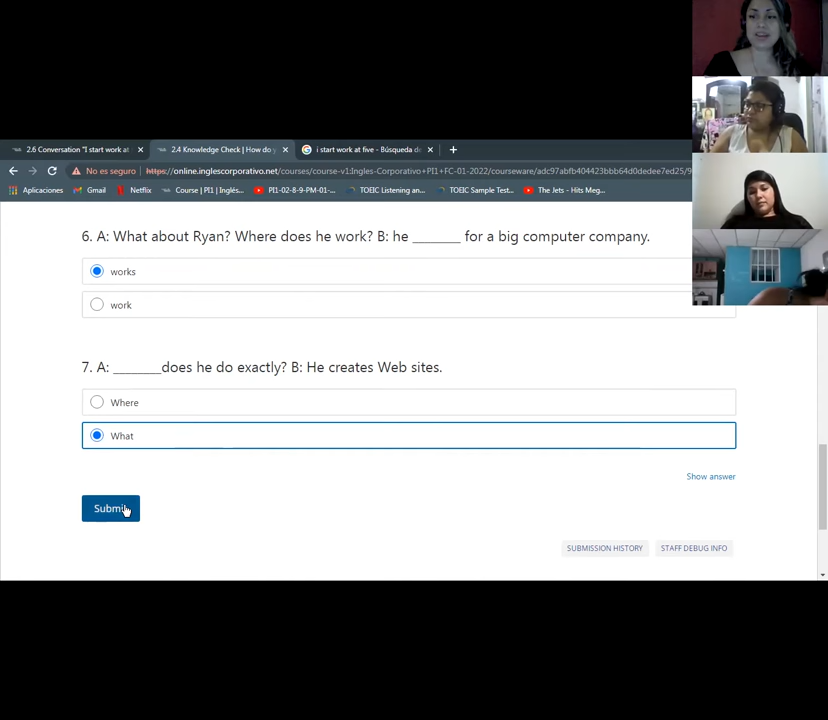 2.6 Conversation "I start work at
2.4 Knowledge Check | How do y
i start work at five - Búsqueda de
No es seguro
https://online.inglescorporativo.net/courses/course-v1:Ingles-Corporativo+PI1+FC-01-2022/courseware/adc97abfb404423bbb64d0dedee7ed25/9
Aplicaciones
Gmail
Netflix
Course | PI1 | Inglés...
PI1-02-8-9-PM-01-...
TOEIC Listening an...
TOEIC Sample Test...
The Jets - Hits Meg...
6. A: What about Ryan? Where does he work? B: he _______ for a big computer company.
works
work
7. A: _______does he do exactly? B: He creates Web sites.
Where
What
Show answer
Submit
SUBMISSION HISTORY
STAFF DEBUG INFO